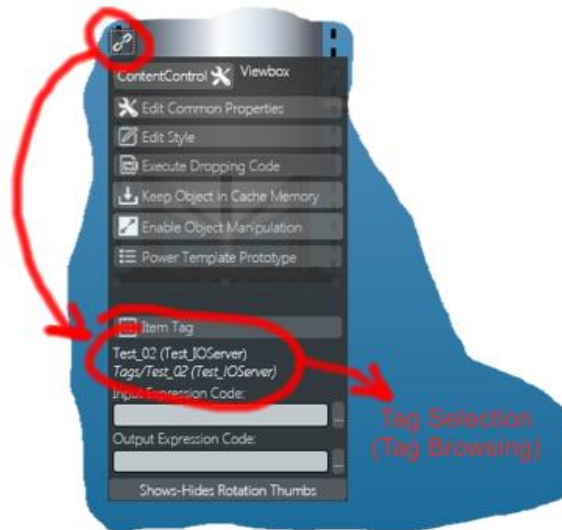 ContentControl Viewbox
Edit Common Properties
Edit Style
Execute Dropping Code
Keep Object in Cache Memory
Enable Object Manipulation
Power Template Prototype
Item Tag
Test_02 (Test_IOServer)
Tags/Test_02 (Test_IOServer)
Input Expression Code:
...
Tag Selection
(Tag Browsing)
Output Expression Code:
...
Shows-Hides Rotation Thumbs